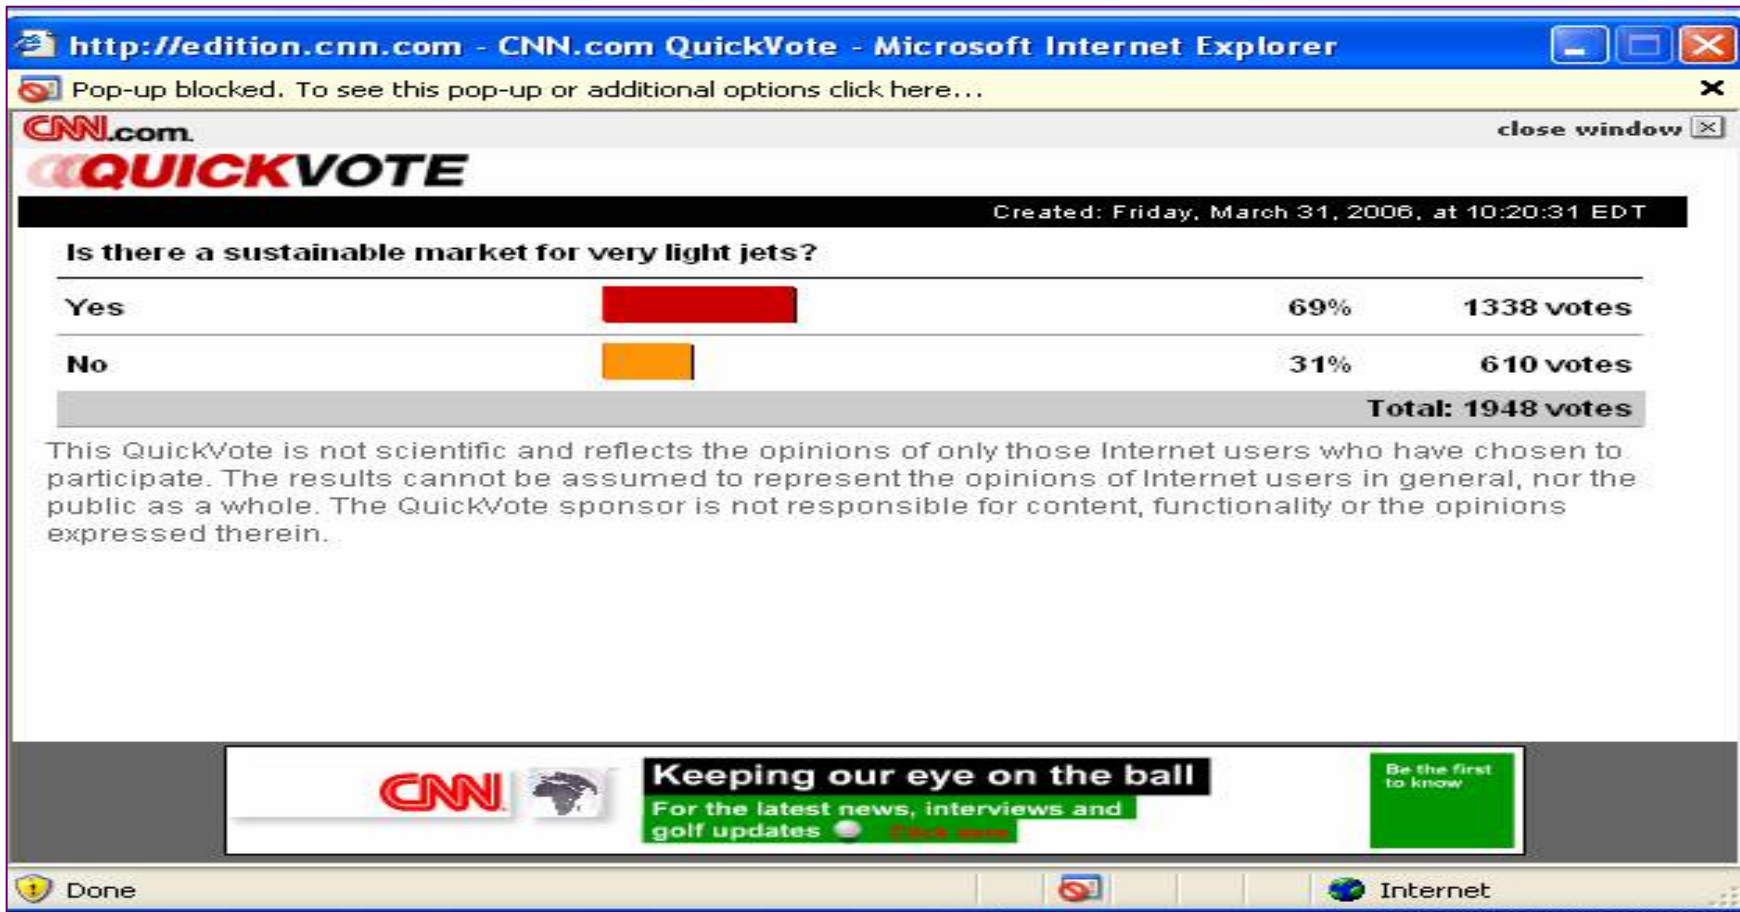 http://edition.cnn.com - CNN.com QuickVote - Microsoft Internet Explorer
Pop-up blocked. To see this pop-up or additional options click here...
CNN.com.
close window
QUICKVOTE
Created: Friday, March 31, 2006, at 10:20:31 EDT
Is there a sustainable market for very light jets?
Yes 69% 1338 votes
No 31% 610 votes
Total: 1948 votes
This QuickVote is not scientific and reflects the opinions of only those Internet users who have chosen to
participate. The results cannot be assumed to represent the opinions of Internet users in general, nor the
public as a whole. The QuickVote sponsor is not responsible for content, functionality or the opinions
expressed therein.
CNN.
Keeping our eye on the ball
For the latest news, interviews and
golf updates Click here
Be the first
to know
Done
Internet